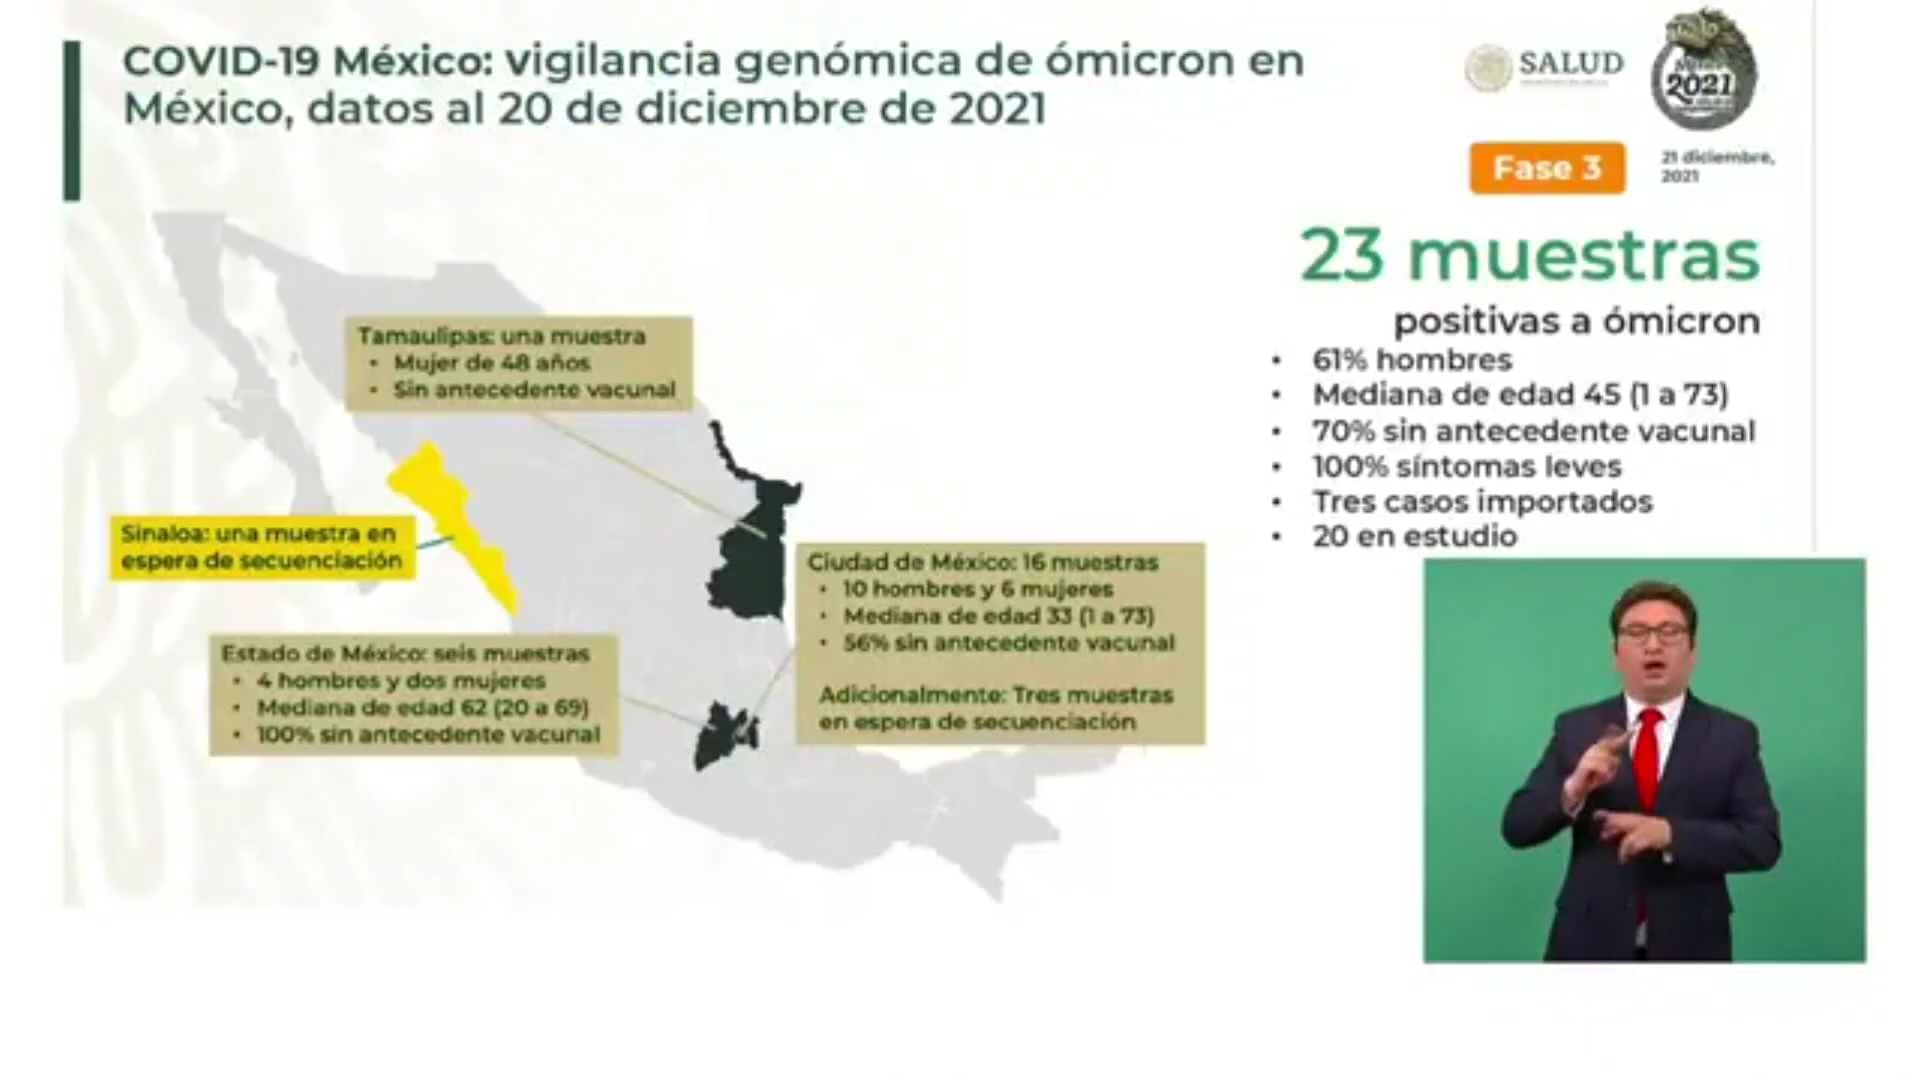 COVID-19 México: vigilancia genómica de ómicron en
México, datos al 20 de diciembre de 2021
SALUD
2021
Fase 3
21 diciembre,
2021
23 muestras
positivas a ómicron
• 61% hombres
• Mediana de edad 45 (1 a 73)
• 70% sin antecedente vacunal
• 100% síntomas leves
• Tres casos importados
• 20 en estudio
Tamaulipas: una muestra
• Mujer de 48 años
• Sin antecedente vacunal
Sinaloa: una muestra en
espera de secuenciación
Ciudad de México: 16 muestras
• 10 hombres y 6 mujeres
• Mediana de edad 33 (1 a 73)
• 56% sin antecedente vacunal
Adicionalmente: Tres muestras
en espera de secuenciación
Estado de México: seis muestras
• 4 hombres y dos mujeres
• Mediana de edad 62 (20 a 69)
• 100% sin antecedente vacunal